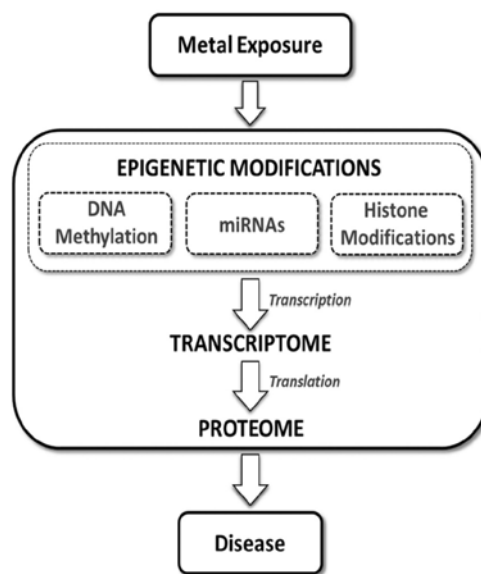 Metal Exposure
EPIGENETIC MODIFICATIONS
DNA
Methylation
miRNAs
Histone
Modifications
Transcription
TRANSCRIPTOME
Translation
PROTEOME
Disease